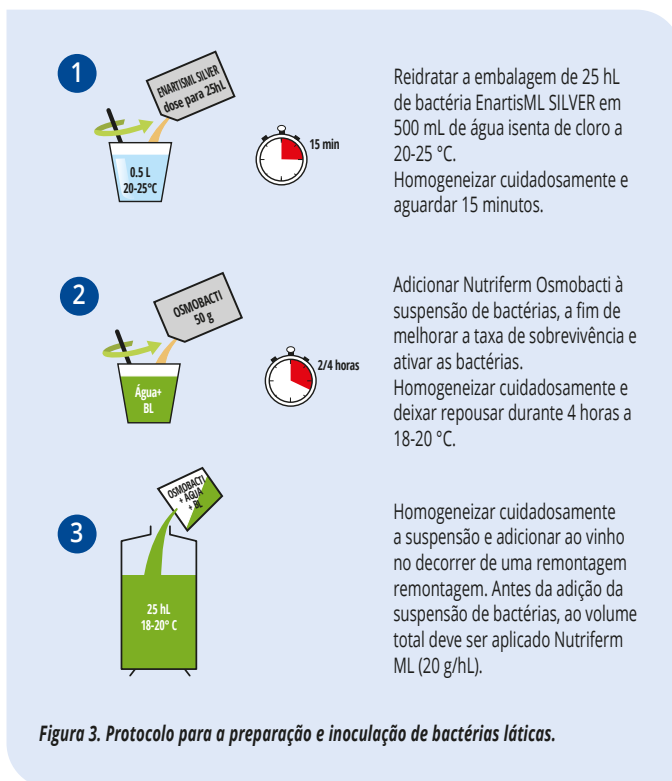 1
ENARTISML SILVER
dose para 25hL
0.5 L
20-25°C
15 min
Reidratar a embalagem de 25 hL
de bactéria EnartisML SILVER em
500 mL de água isenta de cloro a
20-25 °C.
Homogeneizar cuidadosamente e
aguardar 15 minutos.
2
OSMOBACTI
50 g
Água+
BL
2/4 horas
Adicionar Nutriferm Osmobacti à
suspensão de bactérias, a fim de
melhorar a taxa de sobrevivência e
ativar as bactérias.
Homogeneizar cuidadosamente e
deixar repousar durante 4 horas a
18-20 °C.
3
OSMOBACTI
+ AGUA
+ BL
25 hL
18-20° C
Homogeneizar cuidadosamente
a suspensão e adicionar ao vinho
no decorrer de uma remontagem
remontagem. Antes da adição da
suspensão de bactérias, ao volume
total deve ser aplicado Nutriferm
ML (20 g/hL).
Figura 3. Protocolo para a preparação e inoculação de bactérias láticas.